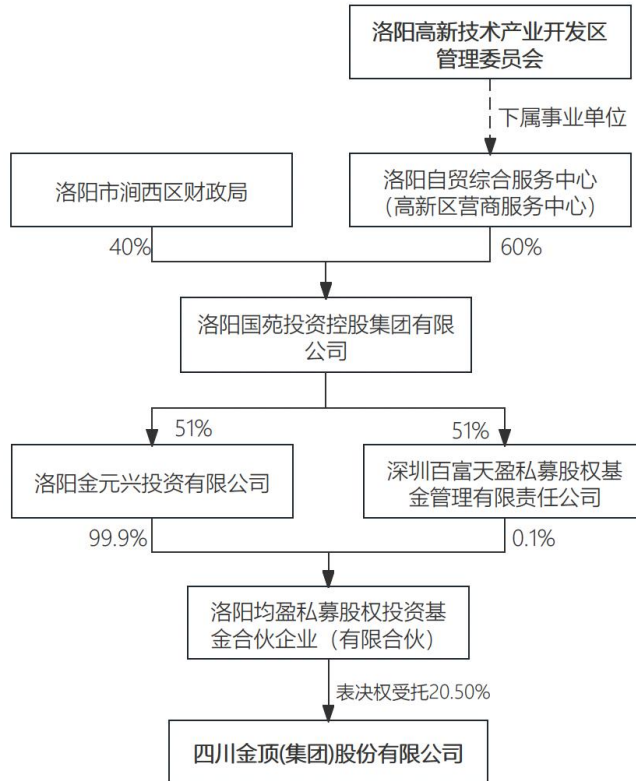 洛阳高新技术产业开发区
管理委员会
下属事业单位
洛阳市涧西区财政局
洛阳自贸综合服务中心
（高新区营商服务中心）
40%
60%
洛阳国苑投资控股集团有限
公司
51%
51%
洛阳金元兴投资有限公司
深圳百富天盈私募股权基
金管理有限责任公司
99.9%
0.1%
洛阳均盈私募股权投资基
金合伙企业（有限合伙）
表决权受托20.50%
四川金顶(集团)股份有限公司